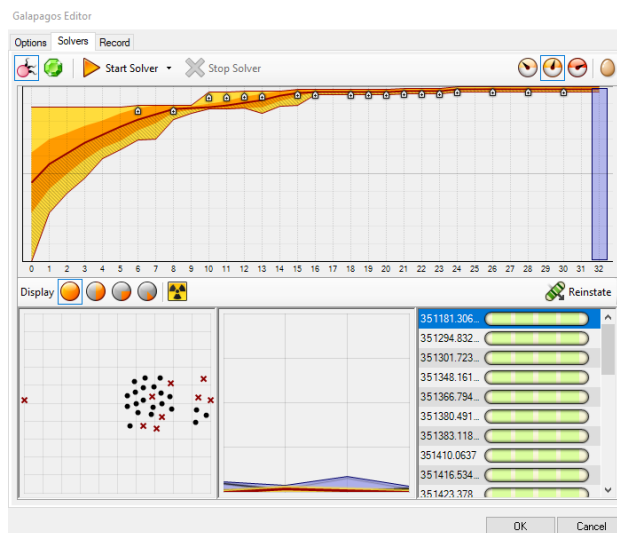 Galapagos Editor
Options Solvers Record
Start Solver Stop Solver
0 1 2 3 4 5 6 7 8 9 10 11 12 13 14 15 16 17 18 19 20 21 22 23 24 25 26 27 28 29 30 31 32
Display Reinstate
351181.306...
351294.832...
351301.723...
351348.161...
351366.794...
351380.491...
351383.118...
351410.0637
351416.534...
351423.378...
OK Cancel